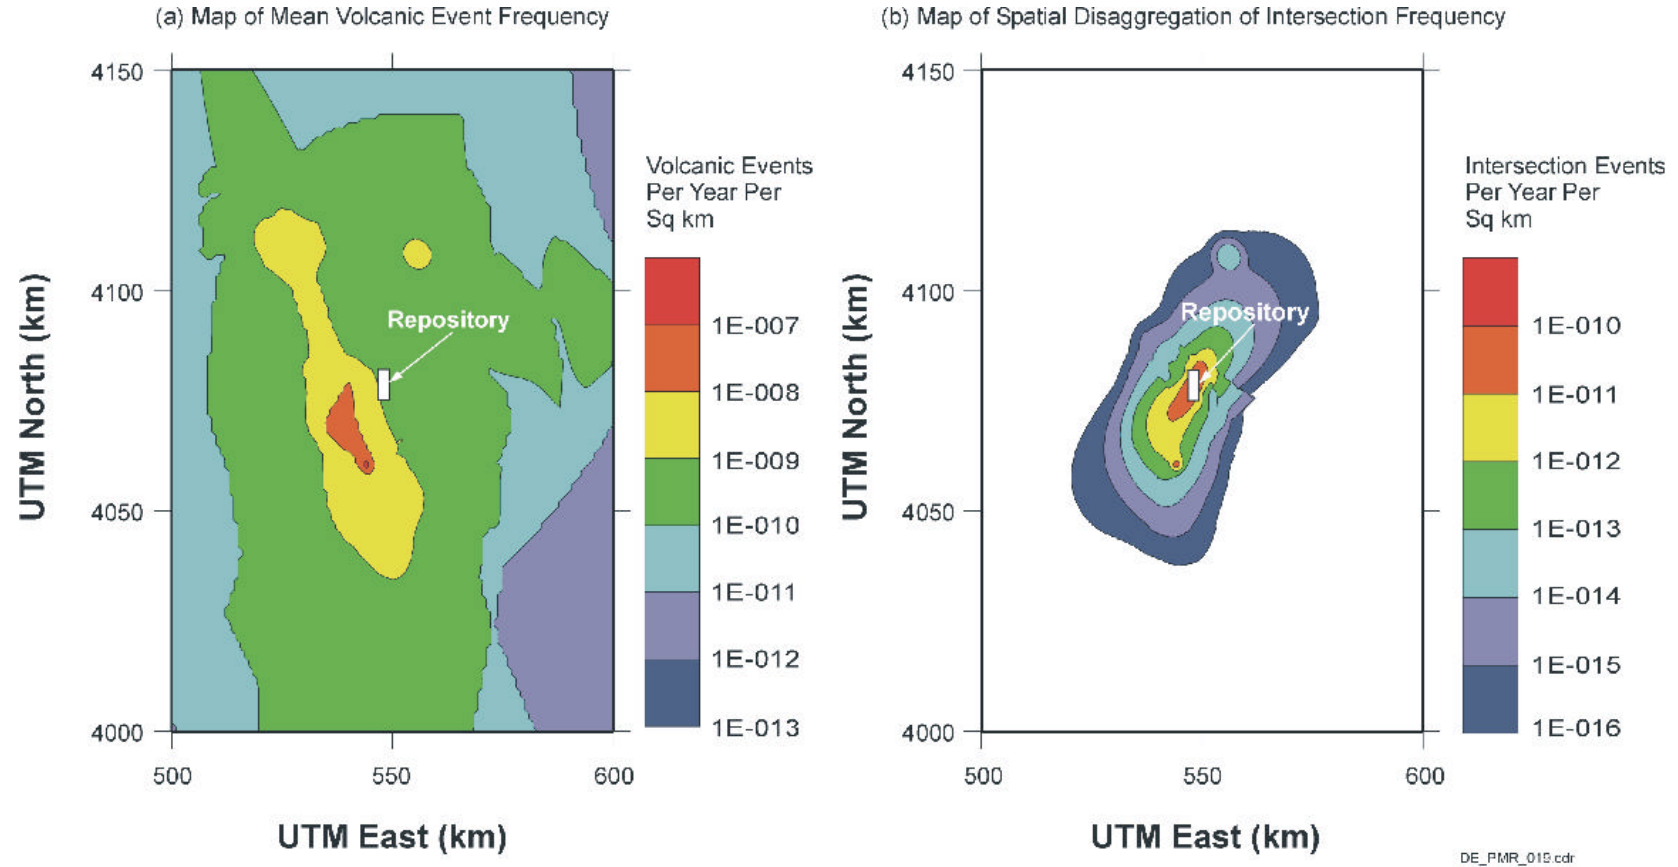 (a) Map of Mean Volcanic Event Frequency
4150
4100
4050
4000
500
550
600
UTM North (km)
UTM East (km)
Repository
Volcanic Events
Per Year Per
Sq km
1E-007
1E-008
1E-009
1E-010
1E-011
1E-012
1E-013
(b) Map of Spatial Disaggregation of Intersection Frequency
4150
4100
4050
4000
500
550
600
UTM North (km)
UTM East (km)
Repository
Intersection Events
Per Year Per
Sq km
1E-010
1E-011
1E-012
1E-013
1E-014
1E-015
1E-016
DE_PMR_019.cdr